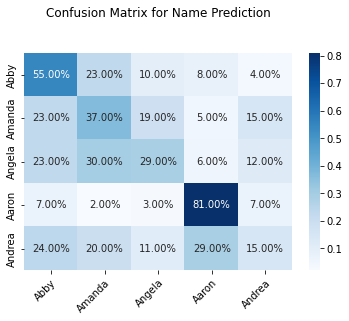 Confusion Matrix for Name Prediction
Abby 55.00% 23.00% 10.00% 8.00% 4.00%
Amanda 23.00% 37.00% 19.00% 5.00% 15.00%
Angela 23.00% 30.00% 29.00% 6.00% 12.00%
Aaron 7.00% 2.00% 3.00% 81.00% 7.00%
Andrea 24.00% 20.00% 11.00% 29.00% 15.00%
Abby Amanda Angela Aaron Andrea
0.8
0.7
0.6
0.5
0.4
0.3
0.2
0.1